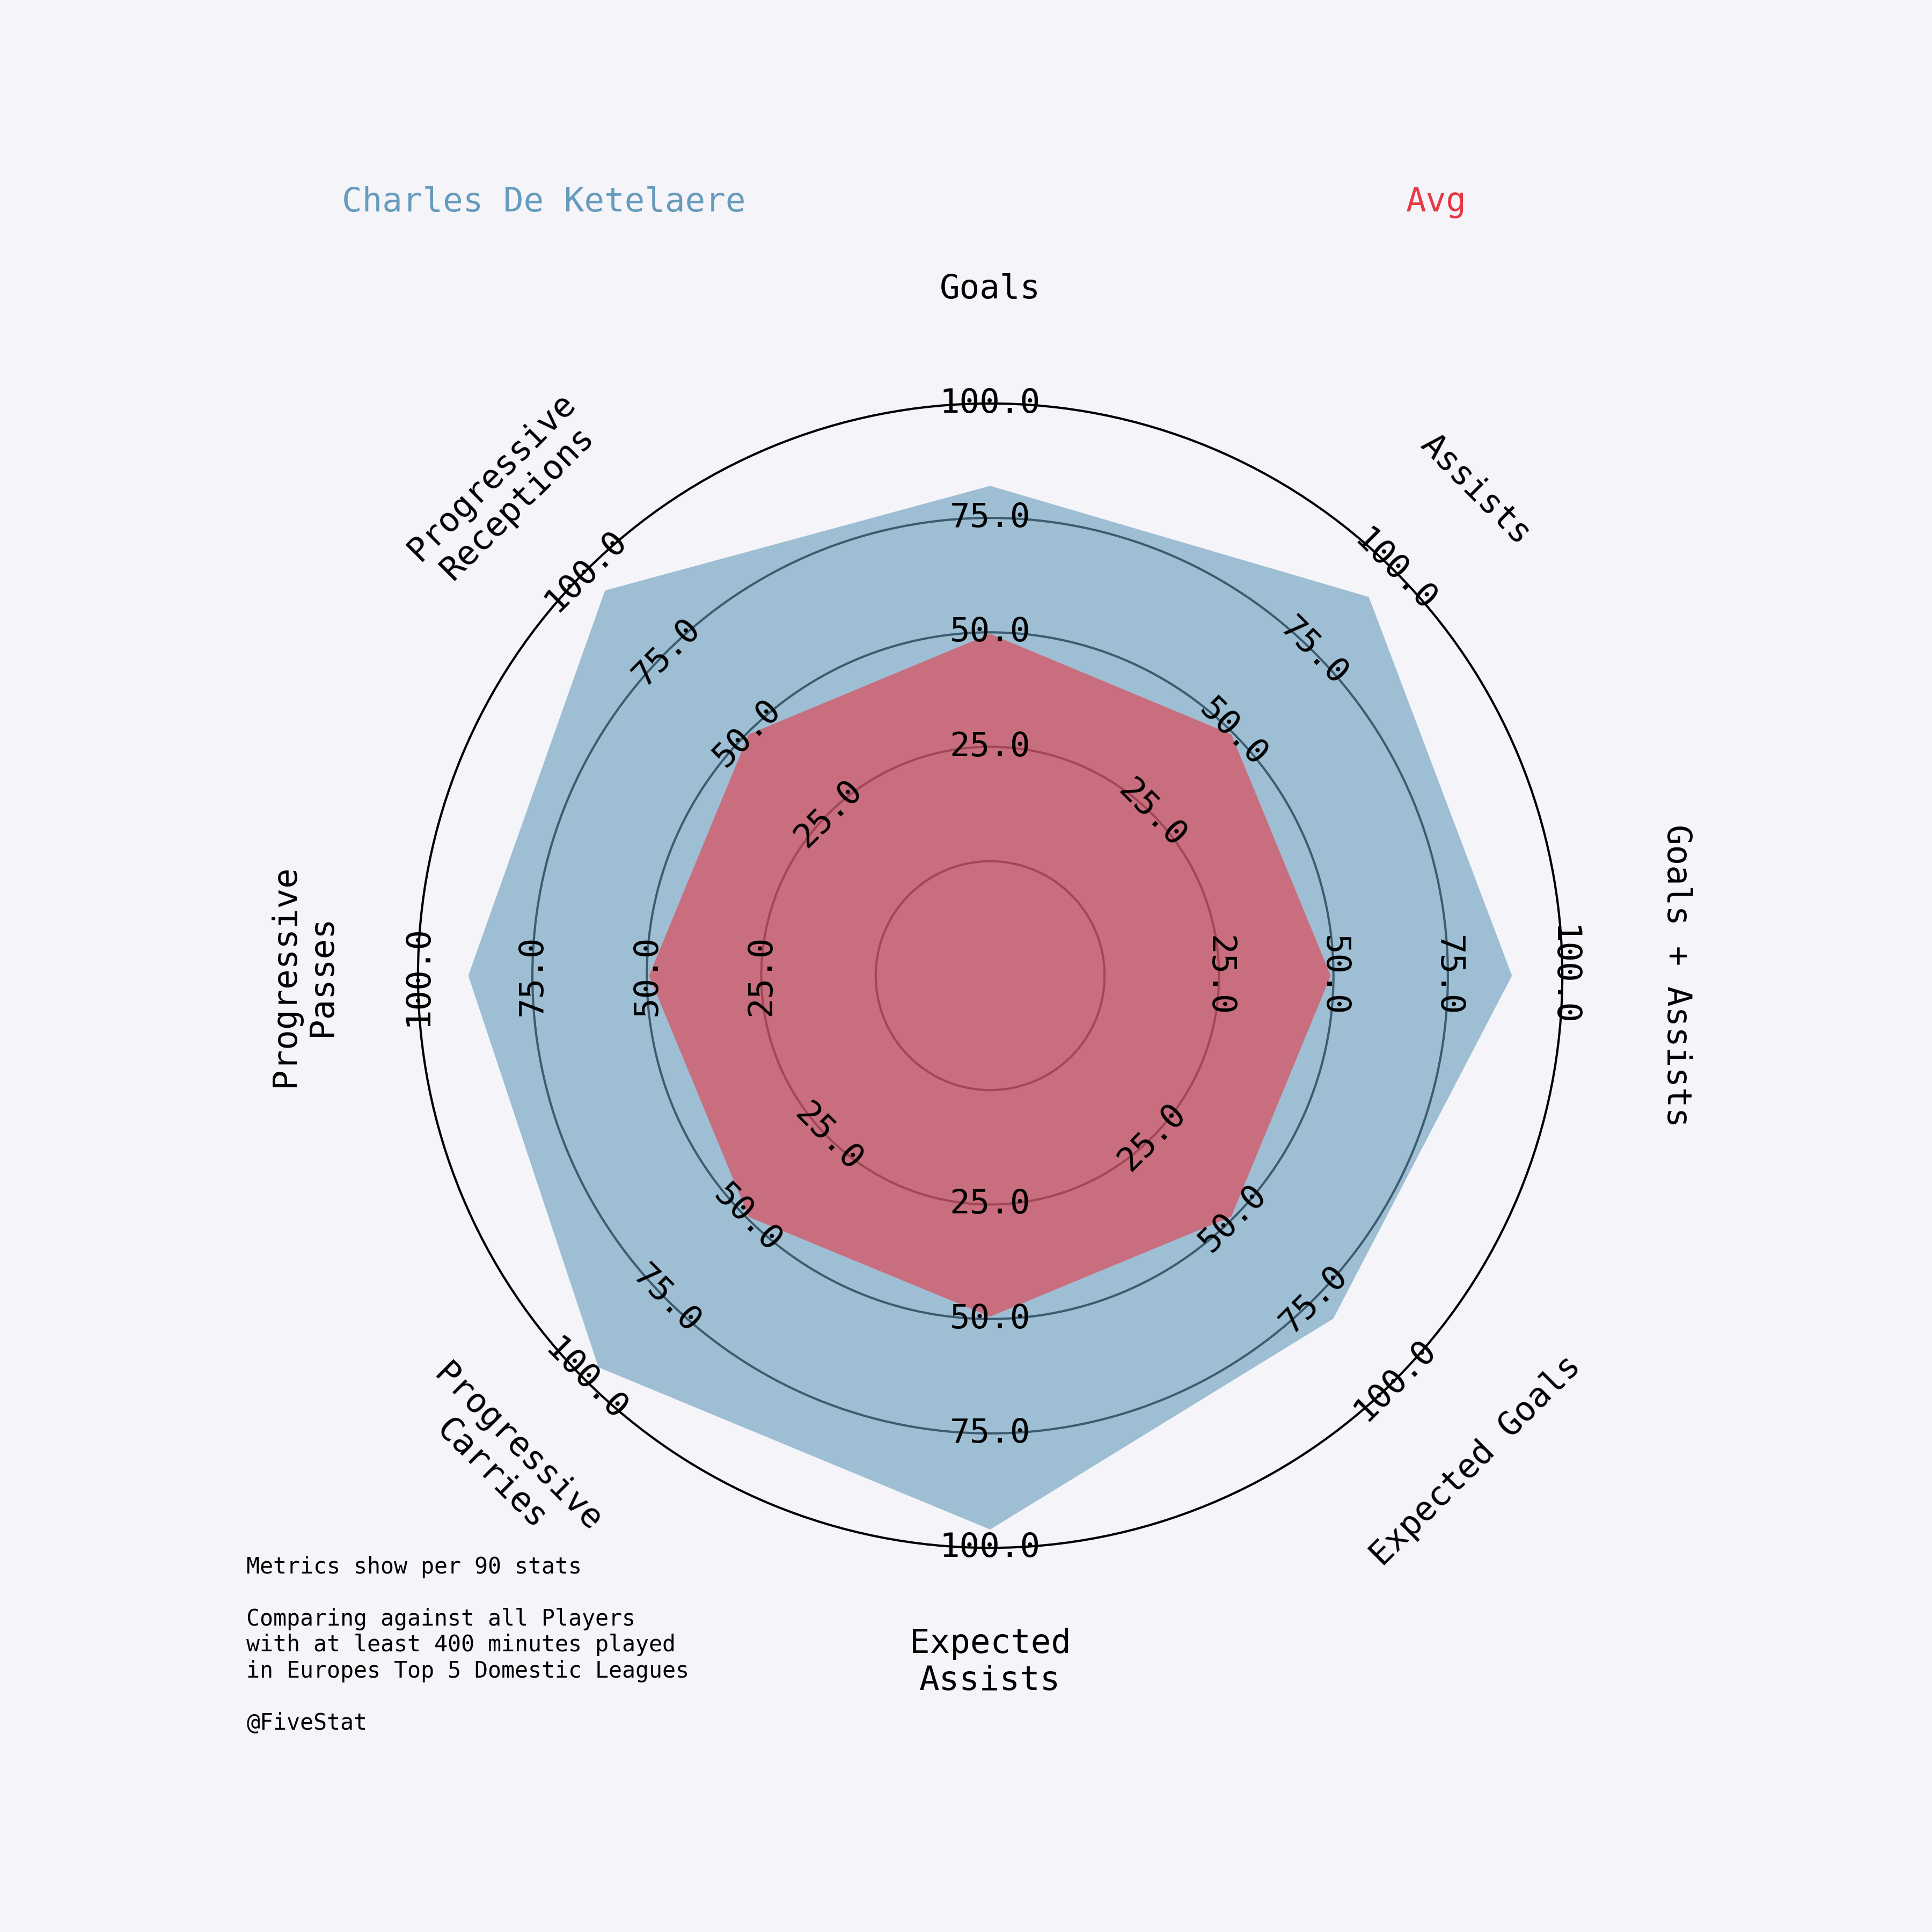 Charles De Ketelaere
Avg
Goals
Assists
Goals + Assists
Expected Goals
Expected
Assists
Progressive
Carries
Progressive
Passes
Progressive
Receptions
25.0
50.0
75.0
100.0
25.0
50.0
75.0
100.0
25.0
50.0
75.0
100.0
25.0
50.0
75.0
100.0
25.0
50.0
75.0
100.0
25.0
50.0
75.0
100.0
25.0
50.0
75.0
100.0
25.0
50.0
75.0
100.0
Metrics show per 90 stats
Comparing against all Players
with at least 400 minutes played
in Europes Top 5 Domestic Leagues
@FiveStat